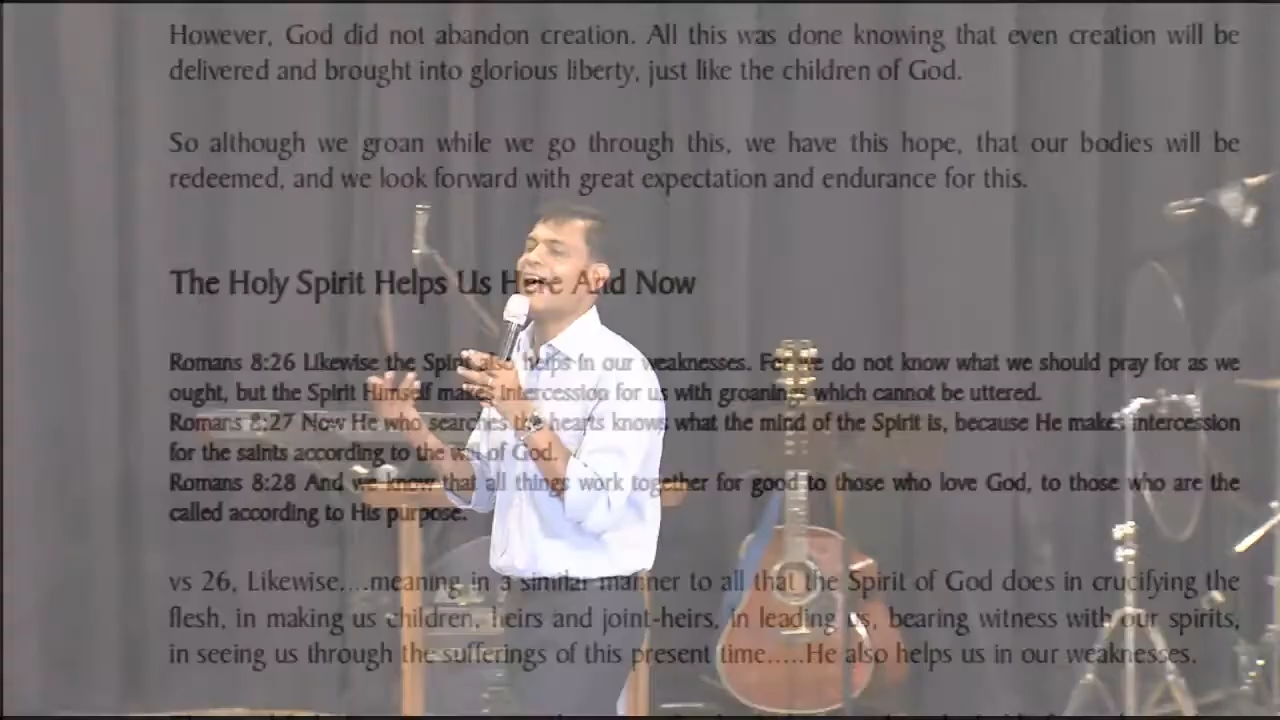 However, God did not abandon creation. All this was done knowing that even creation will be
delivered and brought into glorious liberty, just like the children of God.
So although we groan while we go through this, we have this hope, that our bodies will be
redeemed, and we look forward with great expectation and endurance for this.
The Holy Spirit Helps Us Here And Now
Romans 8:26 Likewise the Spirit also helps in our weaknesses. For we do not know what we should pray for as we
ought, but the Spirit Himself makes intercession for us with groanings which cannot be uttered.
Romans 8:27 Now He who searches the hearts knows what the mind of the Spirit is, because He makes intercession
for the saints according to the will of God.
Romans 8:28 And we know that all things work together for good to those who love God, to those who are the
called according to His purpose.
vs 26, Likewise....meaning in a similar manner to all that the Spirit of God does in crucifying the
flesh, in making us children, heirs and joint-heirs, in leading us, bearing witness with our spirits,
in seeing us through the sufferings of this present time.....He also helps us in our weaknesses.